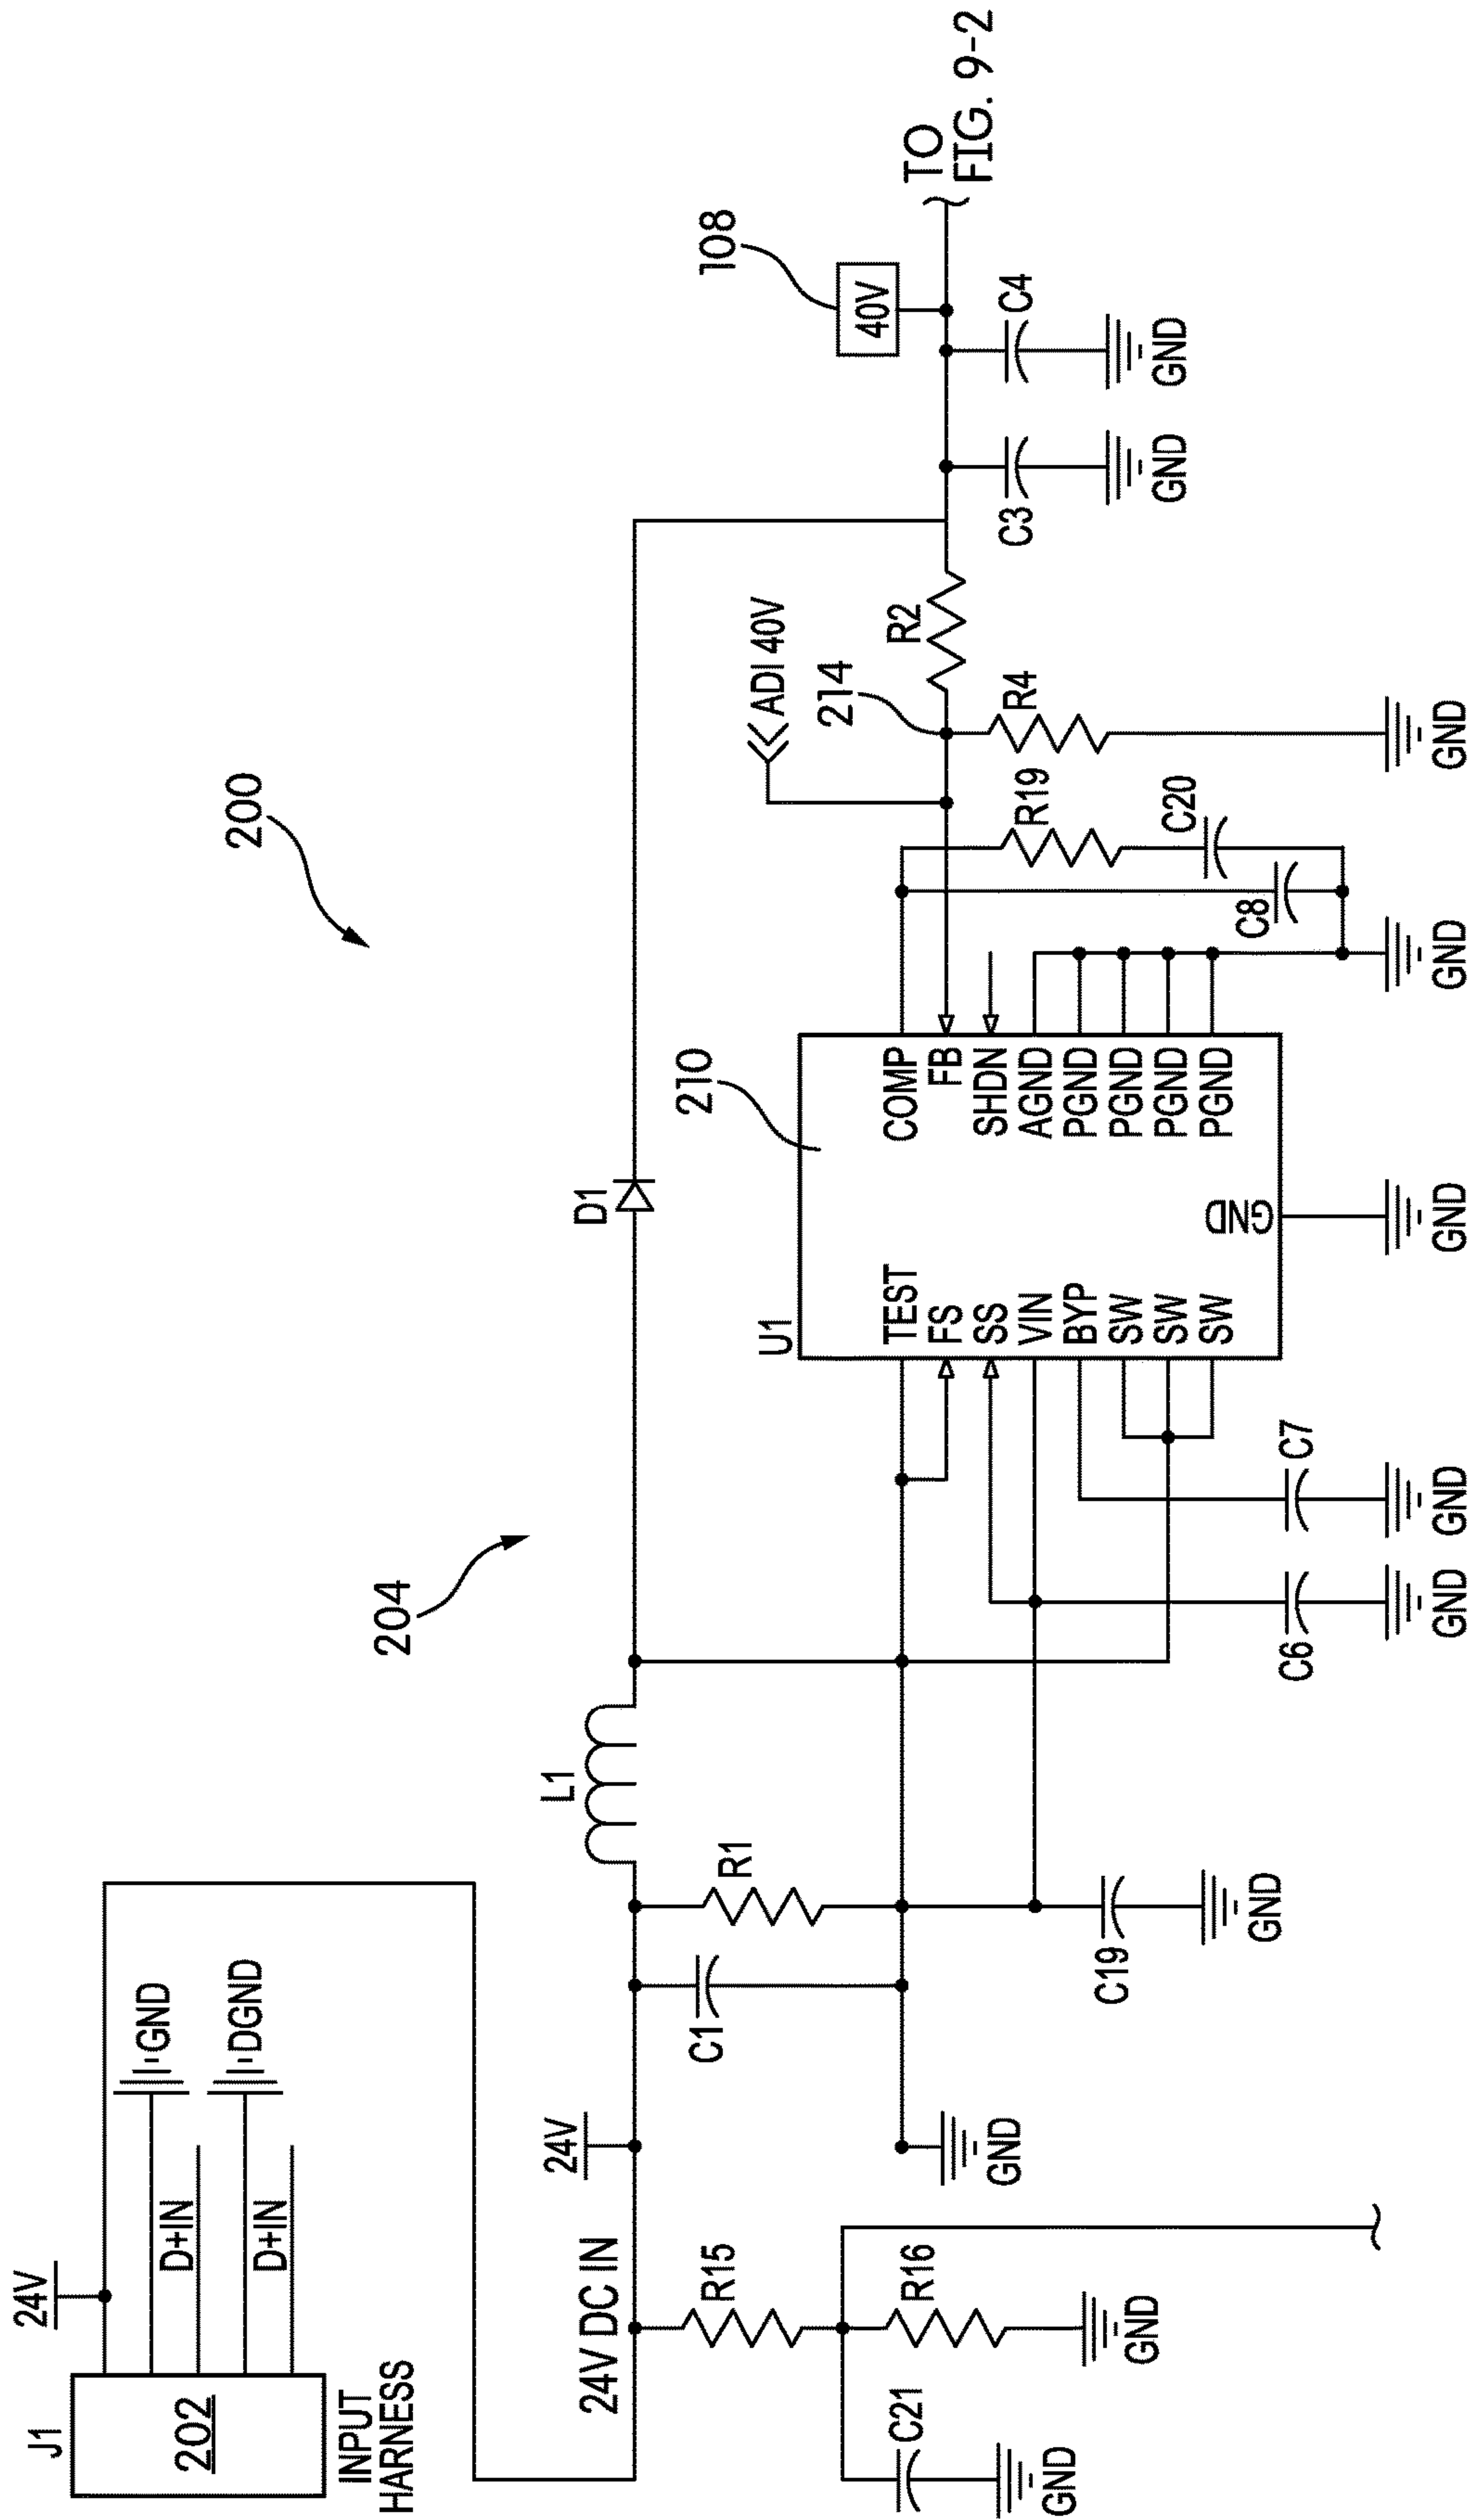 200
204
24V
J1
202
INPUT
HARNESS
GND
D+IN
DGND
D+IN
24V DC IN
24V
L1
D1
C1
R1
R15
R16
C21
GND
GND
GND
C19
GND
C6
GND
C7
GND
U1
210
TEST
FS
SS
VIN
BYP
SW
SW
SW
COMP
FB
SHDN
AGND
PGND
PGND
PGND
PGND
GND
GND
ADI 40V
214
R2
R4
R19
C20
C8
GND
GND
C3
GND
C4
GND
40V
108
TO
FIG. 9-2